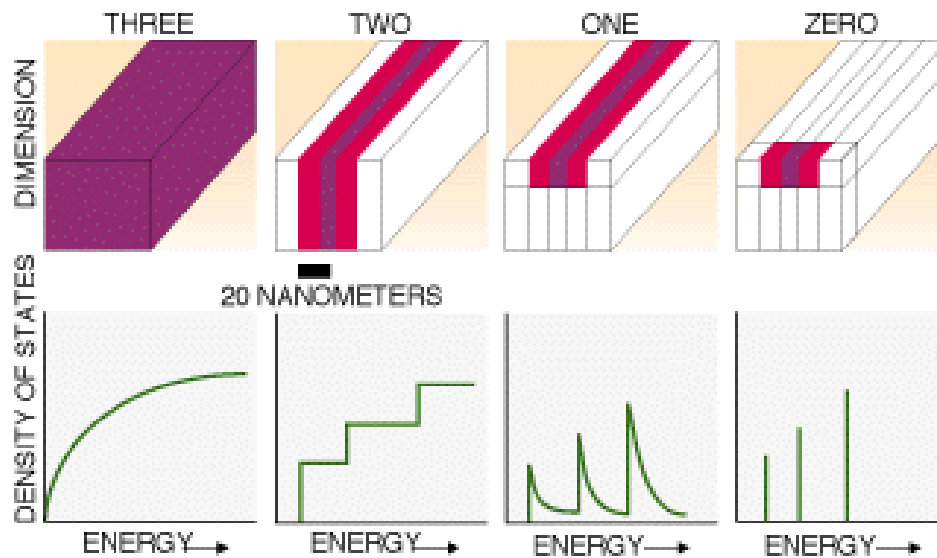 THREE
TWO
ONE
ZERO
DIMENSION
20 NANOMETERS
DENSITY OF STATES
ENERGY
ENERGY
ENERGY
ENERGY